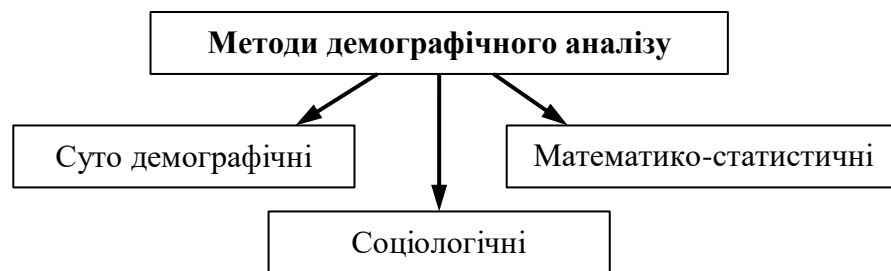 Методи демографічного аналізу
Суто демографічні
Математико-статистичні
Соціологічні